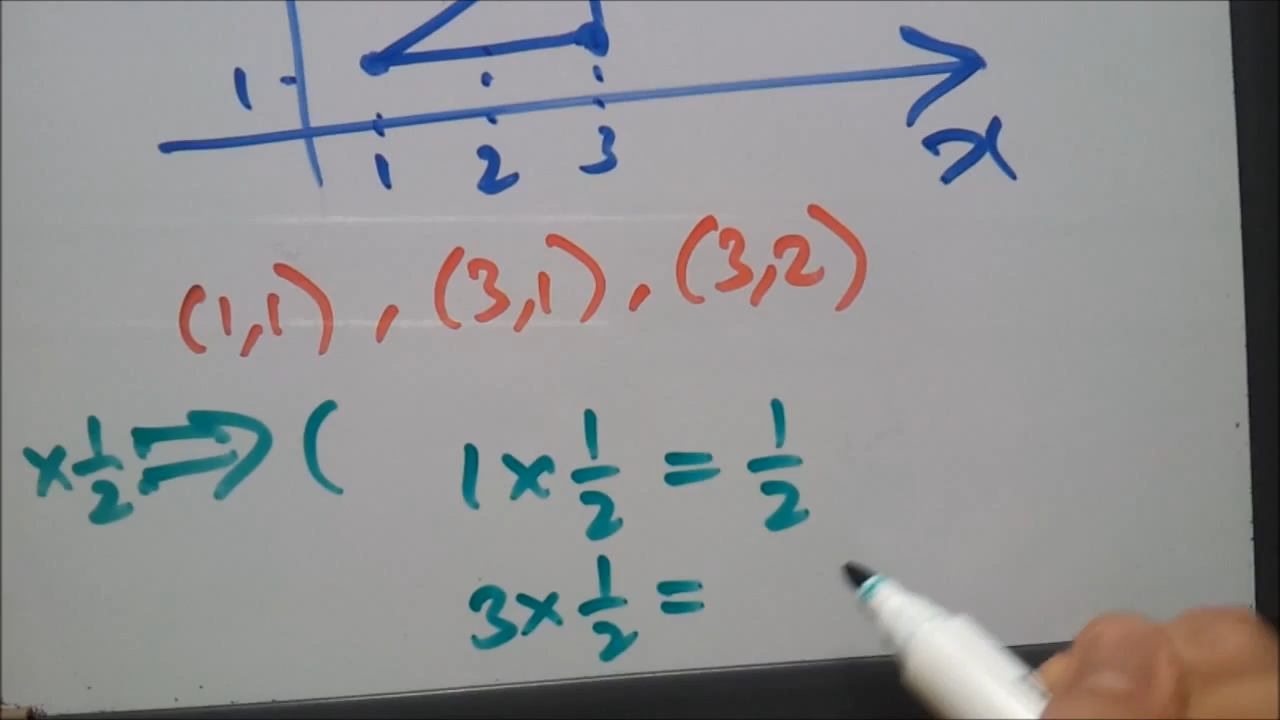 1
1 2 3
x
(1,1), (3,1), (3,2)
×1/2 ⇒ ( 1×1/2 = 1/2
3×1/2 =